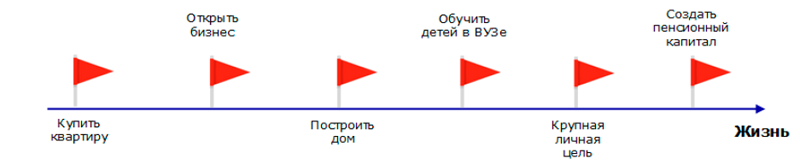 Открыть
бизнес
Обучить
детей в ВУЗе
Создать
пенсионный
капитал
Купить
квартиру
Построить
дом
Крупная
личная
цель
Жизнь